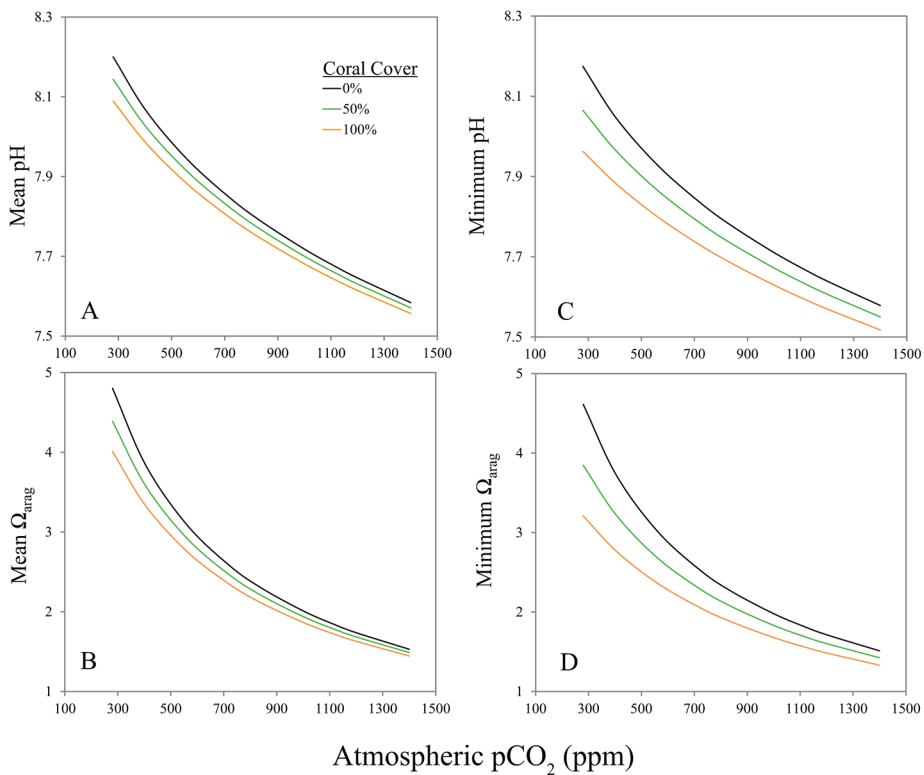 8.3
8.1
7.9
7.7
7.5
Mean pH
Coral Cover
0%
50%
100%
A
100 300 500 700 900 1100 1300 1500
8.3
8.1
7.9
7.7
7.5
Minimum pH
C
100 300 500 700 900 1100 1300 1500
5
4
3
2
1
Mean Ωarag
B
100 300 500 700 900 1100 1300 1500
5
4
3
2
1
Minimum Ωarag
D
100 300 500 700 900 1100 1300 1500
Atmospheric pCO₂ (ppm)